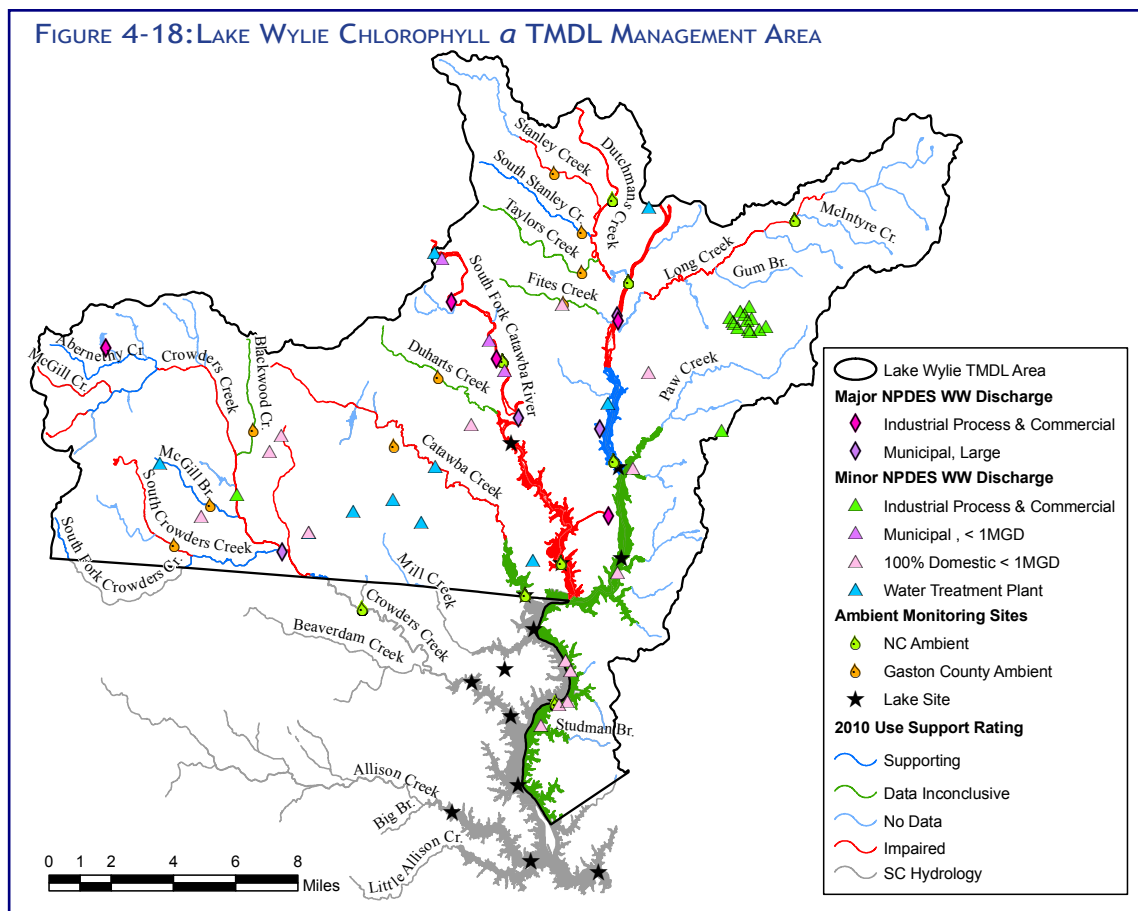 FIGURE 4-18:LAKE WYLIE CHLOROPHYLL a TMDL MANAGEMENT AREA
Stanley Creek
Dutchmans Creek
South Stanley Cr.
Taylors Creek
Fites Creek
Long Creek
McIntyre Cr.
Gum Br.
South Fork Catawba River
Paw Creek
Abernethy Cr.
McGill Cr.
Crowders Creek
Blackwood Cr.
Duharts Creek
Catawba Creek
McGill Br.
South Crowders Creek
South Fork Crowders Cr.
Mill Creek
Crowders Creek
Beaverdam Creek
Studman Br.
Allison Creek
Big Br.
Little Allison Cr.
0 1 2 4 6 8
Miles
Lake Wylie TMDL Area
Major NPDES WW Discharge
Industrial Process & Commercial
Municipal, Large
Minor NPDES WW Discharge
Industrial Process & Commercial
Municipal , < 1MGD
100% Domestic < 1MGD
Water Treatment Plant
Ambient Monitoring Sites
NC Ambient
Gaston County Ambient
Lake Site
2010 Use Support Rating
Supporting
Data Inconclusive
No Data
Impaired
SC Hydrology